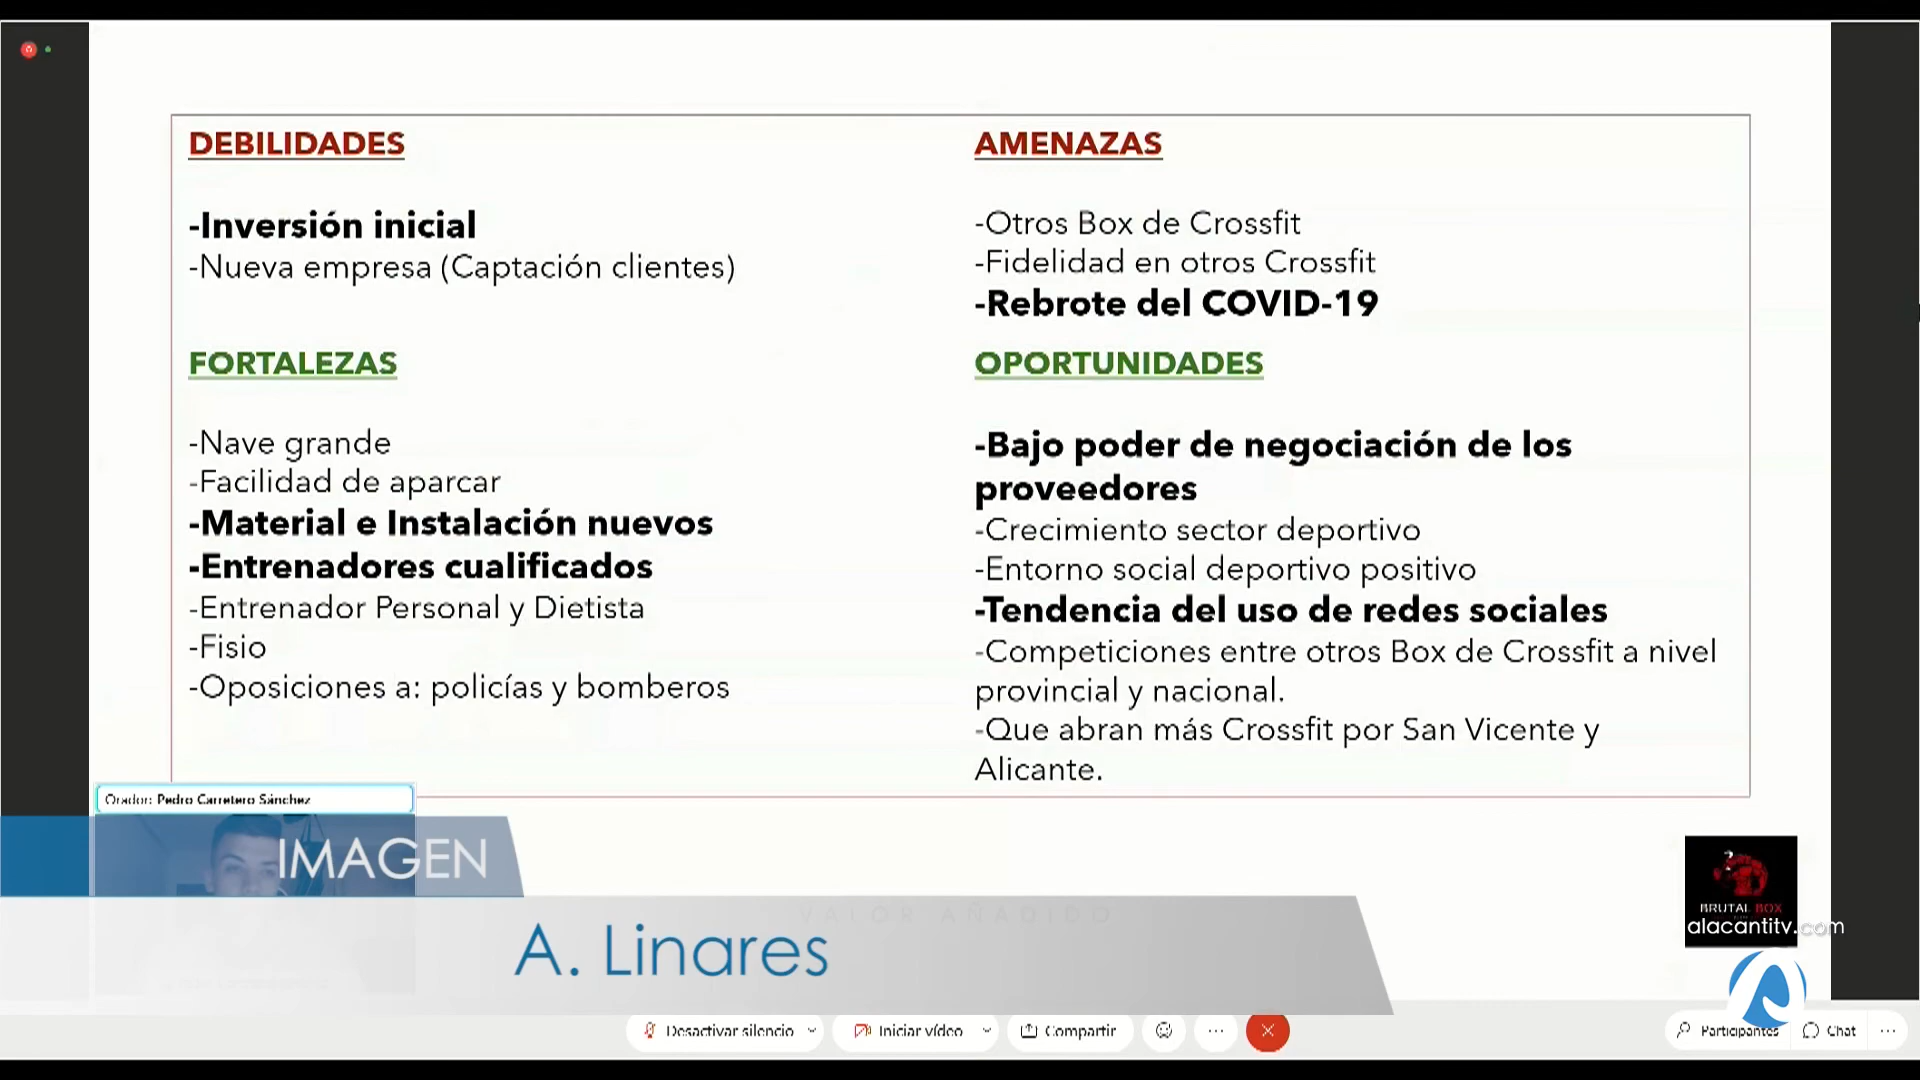 DEBILIDADES
-Inversión inicial
-Nueva empresa (Captación clientes)
AMENAZAS
-Otros Box de Crossfit
-Fidelidad en otros Crossfit
-Rebrote del COVID-19
FORTALEZAS
-Nave grande
-Facilidad de aparcar
-Material e Instalación nuevos
-Entrenadores cualificados
-Entrenador Personal y Dietista
-Fisio
-Oposiciones a: policías y bomberos
OPORTUNIDADES
-Bajo poder de negociación de los
proveedores
-Crecimiento sector deportivo
-Entorno social deportivo positivo
-Tendencia del uso de redes sociales
-Competiciones entre otros Box de Crossfit a nivel
provincial y nacional.
-Que abran más Crossfit por San Vicente y
Alicante.
Orador: Pedro Carretero Sánchez
IMAGEN
VALOR AÑADIDO
A. Linares
BRUTAL BOX
alacantitv.com
Desactivar silencio
Iniciar vídeo
Compartir
Participantes
Chat